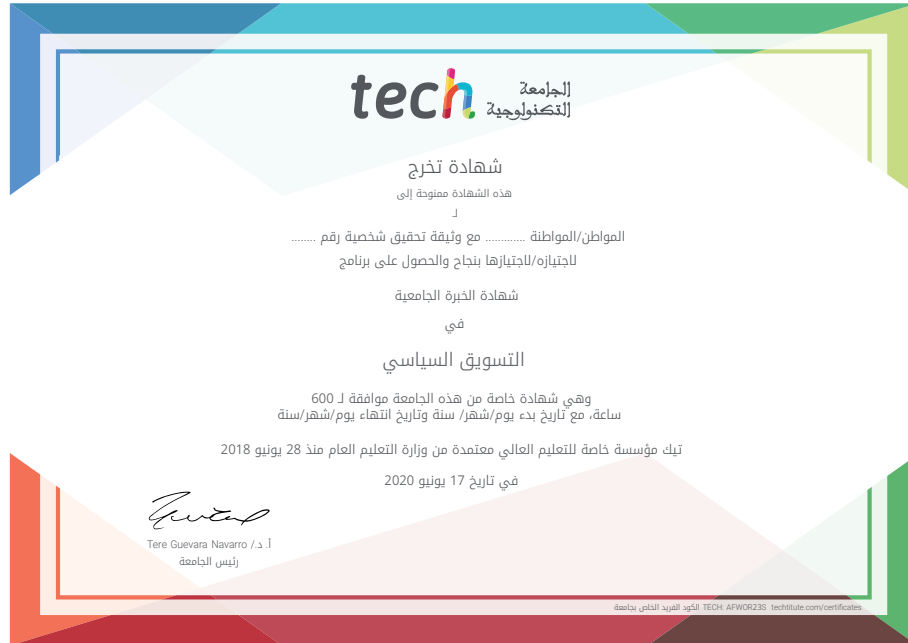 tech الجامعة
التكنولوجية
شهادة تخرج
هذه الشهادة ممنوحة إلى
لـ
المواطن/المواطنة ............. مع وثيقة تحقيق شخصية رقم ........
لاجتيازه/لاجتيازها بنجاح والحصول على برنامج
شهادة الخبرة الجامعية
في
التسويق السياسي
وهي شهادة خاصة من هذه الجامعة موافقة لـ 600
ساعة، مع تاريخ بدء يوم/شهر/ سنة وتاريخ انتهاء يوم/شهر/سنة
تيك مؤسسة خاصة للتعليم العالي معتمدة من وزارة التعليم العام منذ 28 يونيو 2018
في تاريخ 17 يونيو 2020
أ. د./ Tere Guevara Navarro
رئيس الجامعة
الكود الفريد الخاص بجامعة TECH: AFWOR23S techtitute.com/certificates